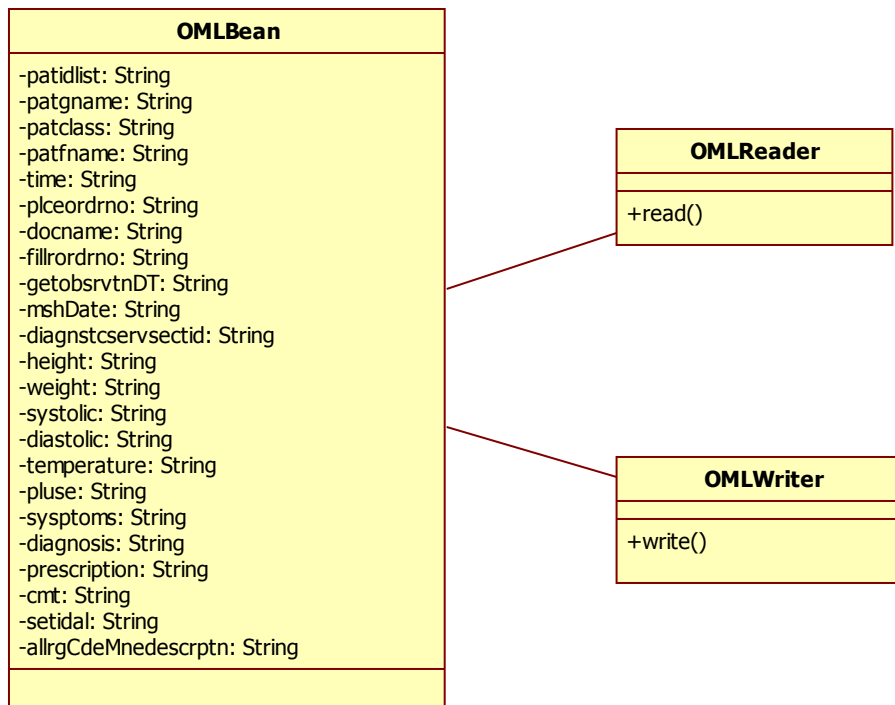 OMLBean
-patidlist: String
-patgname: String
-patclass: String
-patfname: String
-time: String
-plceordrno: String
-docname: String
-fillrordrno: String
-getobsrvtnDT: String
-mshDate: String
-diagnstcservsectid: String
-height: String
-weight: String
-systolic: String
-diastolic: String
-temperature: String
-pluse: String
-sysptoms: String
-diagnosis: String
-prescription: String
-cmt: String
-setidal: String
-allrgCdeMnedescrptn: String
OMLReader
+read()
OMLWriter
+write()